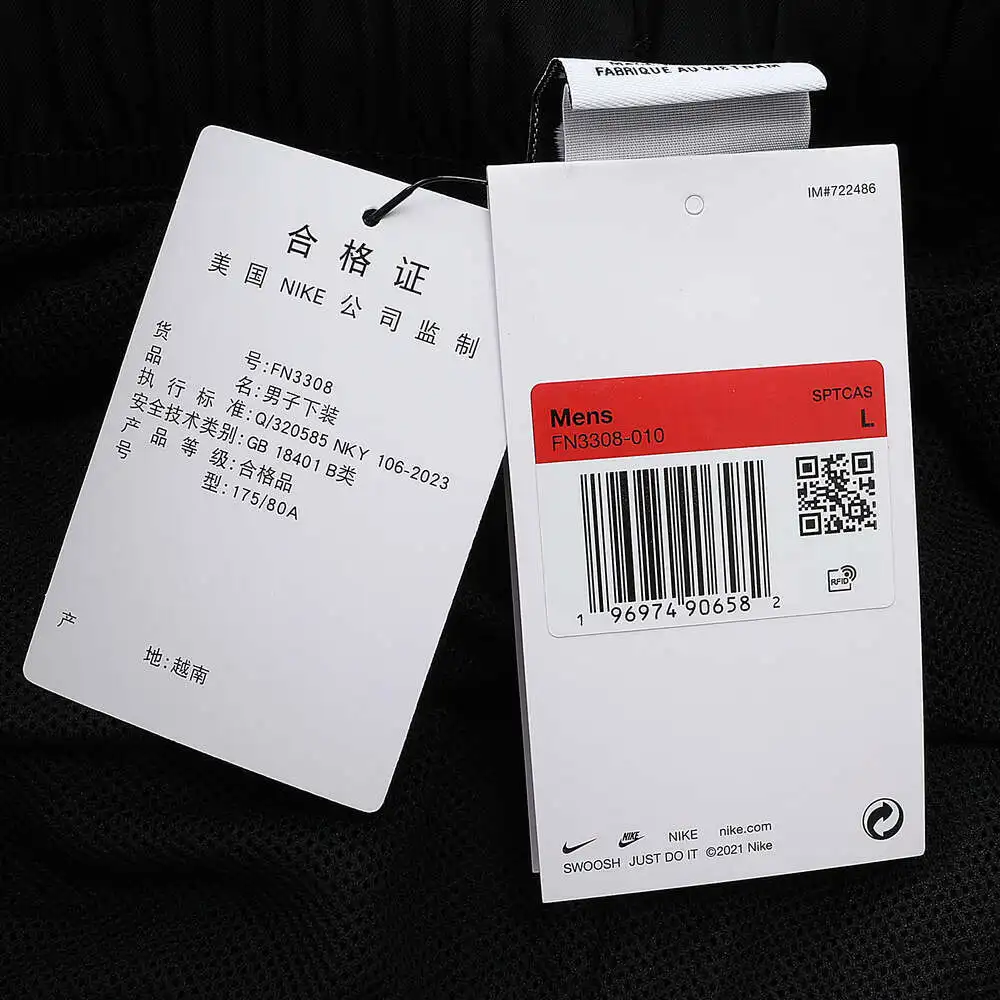 FABRIQUÉ AU VIETNAM
合格证
美国 NIKE 公司监制
货号:FN3308
品名:男子下装
执行标准:Q/320585 NKY 106-2023
安全技术类别:GB 18401 B类
产品等级:合格品
号型:175/80A
产地:越南
IM#722486
SPTCAS
Mens L
FN3308-010
1 96974 90658 2
RFID
NIKE NIKE nike.com
SWOOSH JUST DO IT ©2021 Nike